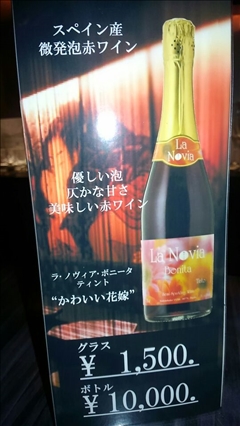 スペイン産
微発泡赤ワイン
La
Novia
優しい泡
仄かな甘さ
美味しい赤ワイン
La Novia
Bonita
ラ・ノヴィア・ボニータ
ティント
“かわいい花嫁”
グラス
¥ 1,500.
ボトル
¥ 10,000.